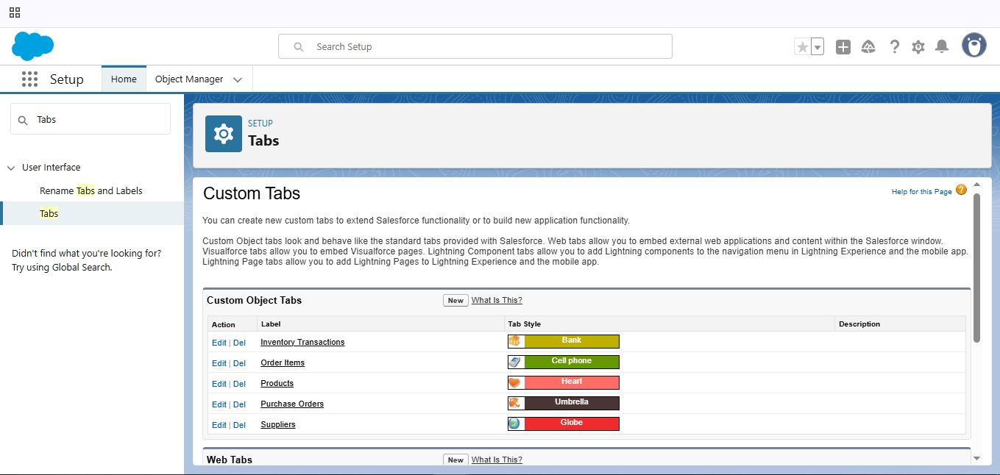 Search Setup
Setup
Home
Object Manager
Tabs
User Interface
Rename Tabs and Labels
Tabs
Didn't find what you're looking for?
Try using Global Search.
SETUP
Tabs
Custom Tabs
Help for this Page
You can create new custom tabs to extend Salesforce functionality or to build new application functionality.
Custom Object tabs look and behave like the standard tabs provided with Salesforce. Web tabs allow you to embed external web applications and content within the Salesforce window.
Visualforce tabs allow you to embed Visualforce pages. Lightning Component tabs allow you to add Lightning components to the navigation menu in Lightning Experience and the mobile app.
Lightning Page tabs allow you to add Lightning Pages to Lightning Experience and the mobile app.
Custom Object Tabs New What Is This?
Action Label Tab Style Description
Edit | Del Inventory Transactions Bank
Edit | Del Order Items Cell phone
Edit | Del Products Heart
Edit | Del Purchase Orders Umbrella
Edit | Del Suppliers Globe
Web Tabs New What Is This?